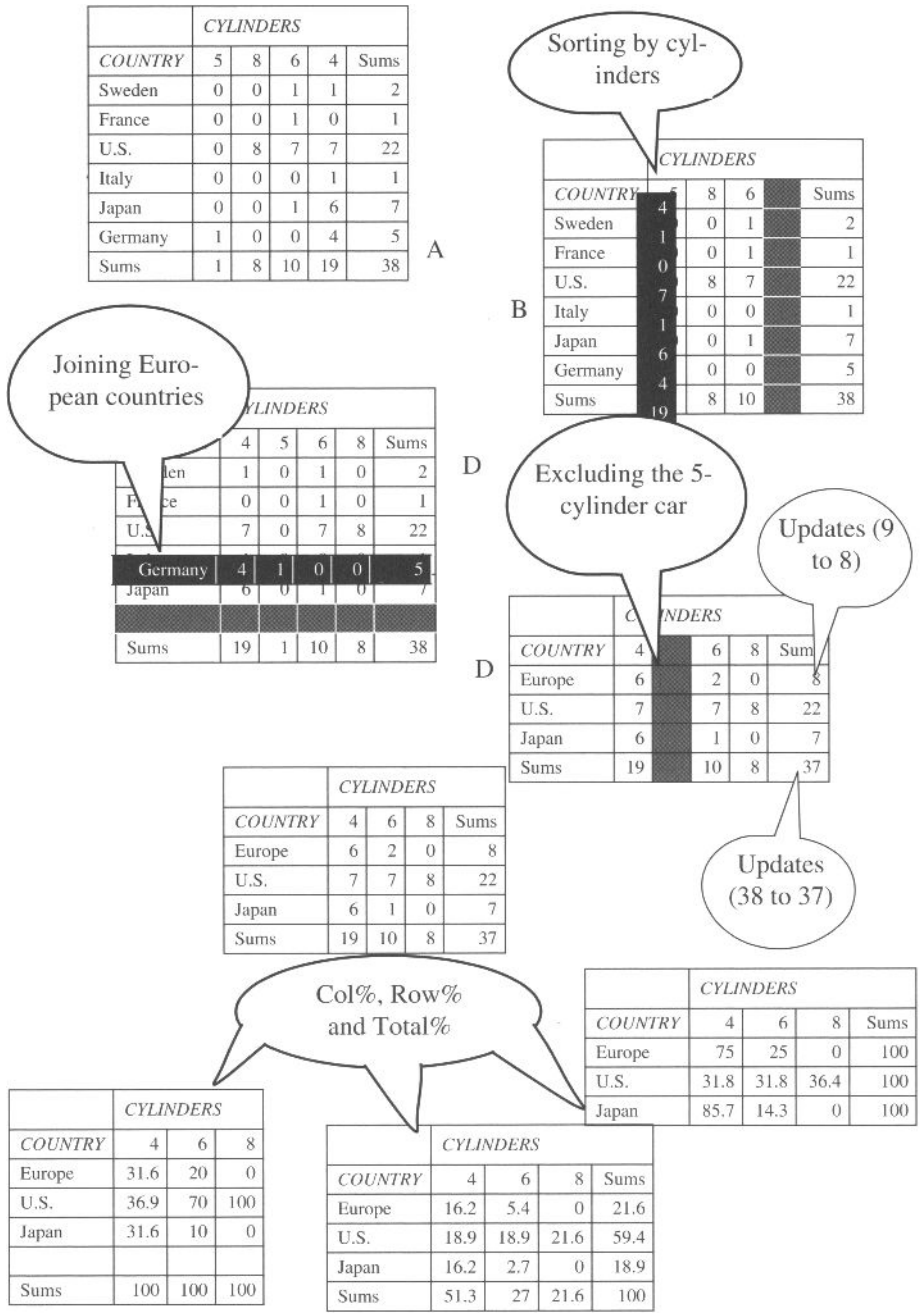 CYLINDERS
COUNTRY 5 8 6 4 Sums
Sweden 0 0 1 1 2
France 0 0 1 0 1
U.S. 0 8 7 7 22
Italy 0 0 0 1 1
Japan 0 0 1 6 7
Germany 1 0 0 4 5
Sums 1 8 10 19 38
A
Sorting by cyl-
inders
CYLINDERS
COUNTRY 4 8 6 Sums
Sweden 1 0 1 2
France 0 0 1 1
U.S. 7 8 7 22
Italy 1 0 0 1
Japan 6 0 1 7
Germany 4 0 0 5
Sums 19 8 10 38
B
Joining Euro-
pean countries
YLINDERS
4 5 6 8 Sums
den 1 0 1 0 2
F ce 0 0 1 0 1
U.S 7 0 7 8 22
Germany 4 1 0 0 5
Japan 6 0 1 0 7
Sums 19 1 10 8 38
D
Excluding the 5-
cylinder car
Updates (9
to 8)
C NDERS
COUNTRY 4 6 8 Sum
Europe 6 2 0 8
U.S. 7 7 8 22
Japan 6 1 0 7
Sums 19 10 8 37
D
Updates
(38 to 37)
CYLINDERS
COUNTRY 4 6 8 Sums
Europe 6 2 0 8
U.S. 7 7 8 22
Japan 6 1 0 7
Sums 19 10 8 37
Col%, Row%
and Total%
CYLINDERS
COUNTRY 4 6 8 Sums
Europe 75 25 0 100
U.S. 31.8 31.8 36.4 100
Japan 85.7 14.3 0 100
CYLINDERS
COUNTRY 4 6 8
Europe 31.6 20 0
U.S. 36.9 70 100
Japan 31.6 10 0
Sums 100 100 100
CYLINDERS
COUNTRY 4 6 8 Sums
Europe 16.2 5.4 0 21.6
U.S. 18.9 18.9 21.6 59.4
Japan 16.2 2.7 0 18.9
Sums 51.3 27 21.6 100